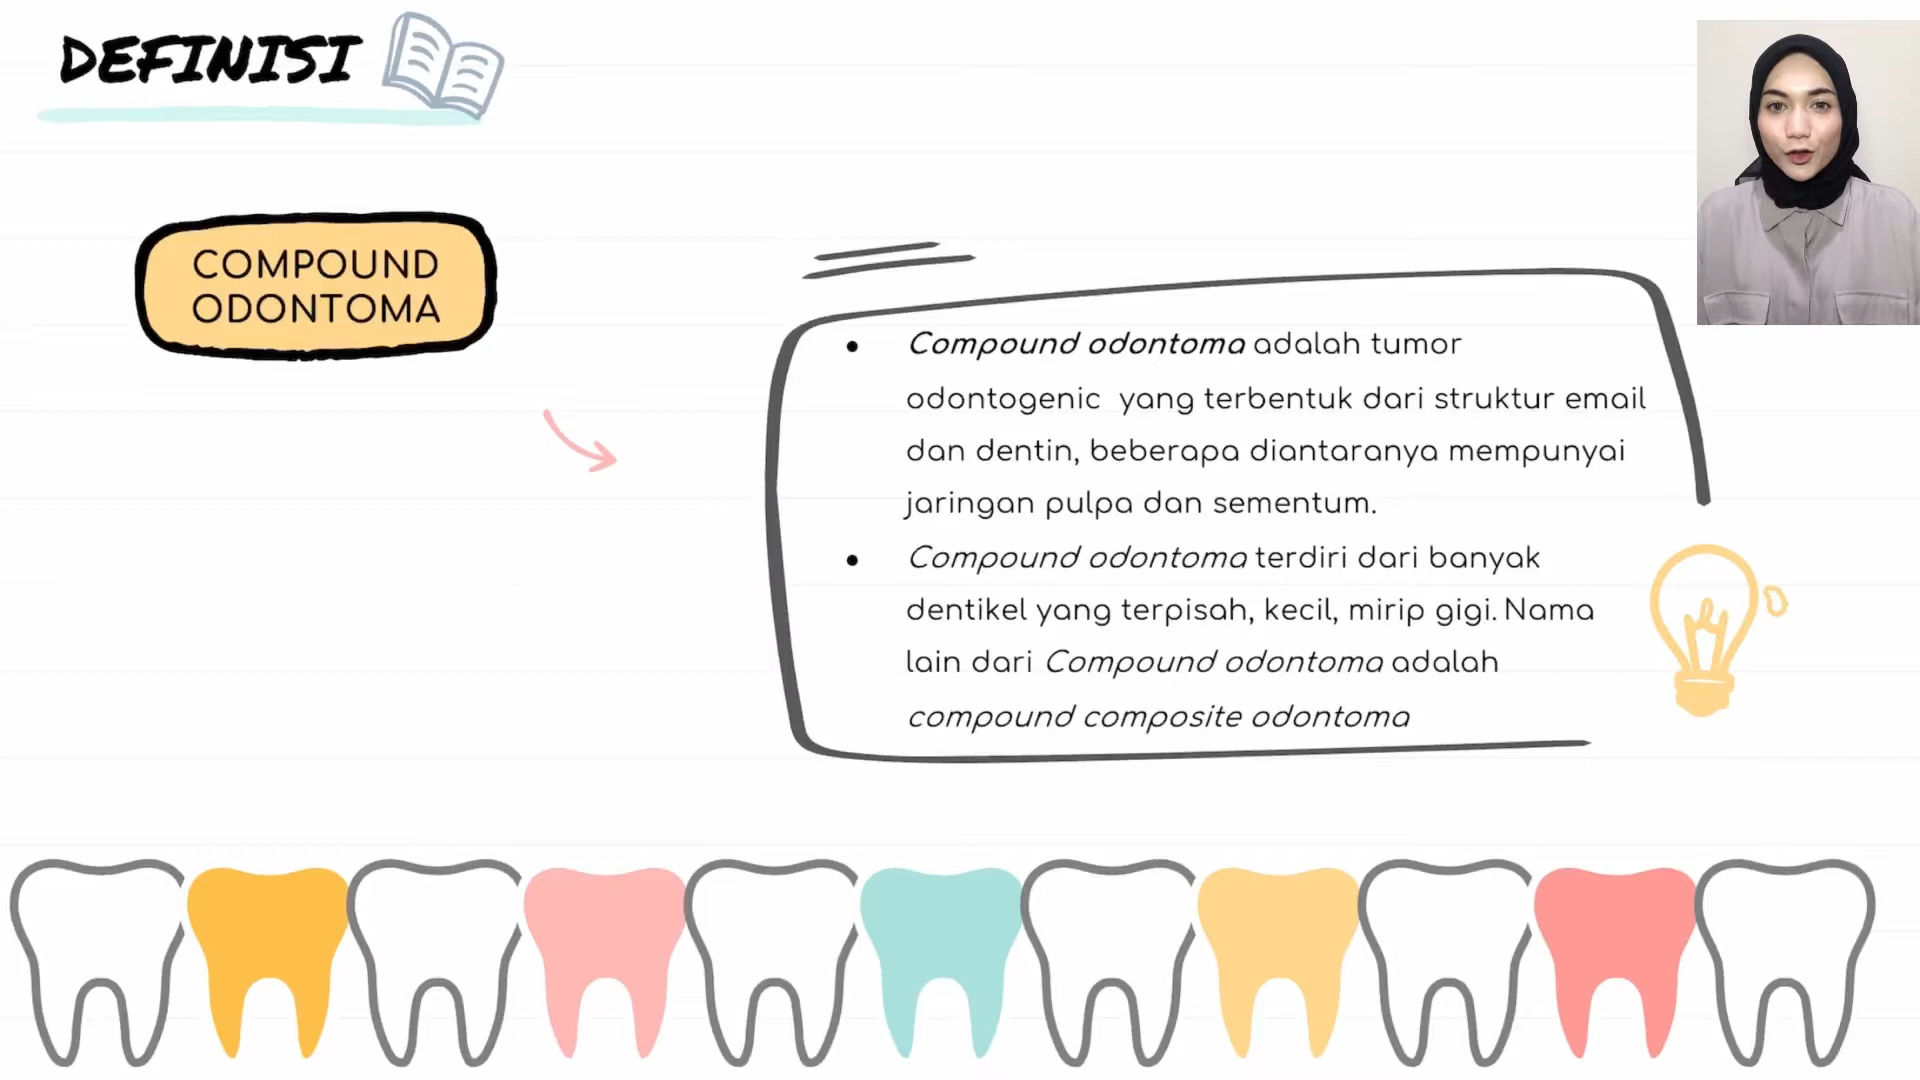 DEFINISI
COMPOUND
ODONTOMA
• Compound odontoma adalah tumor
odontogenic yang terbentuk dari struktur email
dan dentin, beberapa diantaranya mempunyai
jaringan pulpa dan sementum.
• Compound odontoma terdiri dari banyak
dentikel yang terpisah, kecil, mirip gigi. Nama
lain dari Compound odontoma adalah
compound composite odontoma